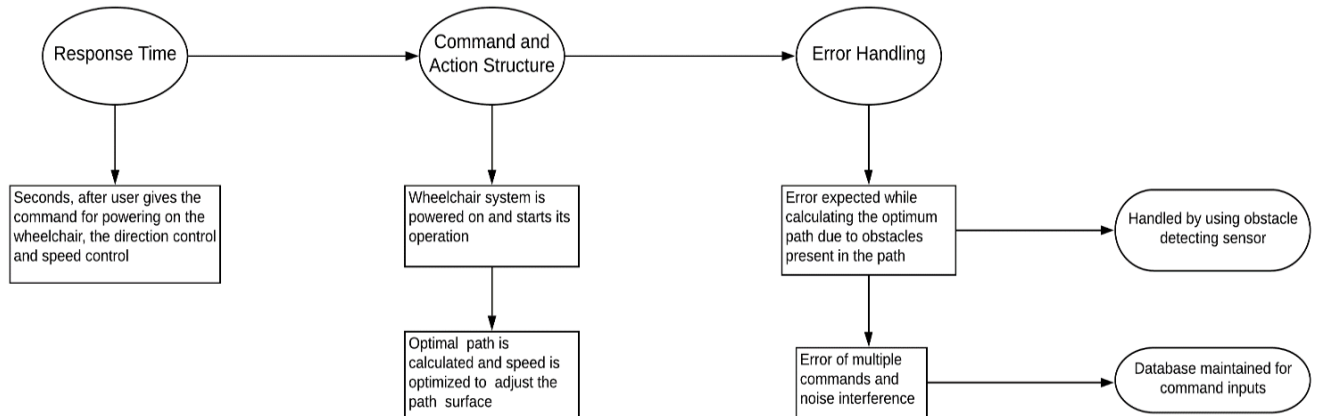 Response Time
Command and
Action Structure
Error Handling
Seconds, after user gives the
command for powering on the
wheelchair, the direction control
and speed control
Wheelchair system is
powered on and starts its
operation
Error expected while
calculating the optimum
path due to obstacles
present in the path
Handled by using obstacle
detecting sensor
Optimal path is
calculated and speed is
optimized to adjust the
path surface
Error of multiple
commands and
noise interference
Database maintained for
command inputs